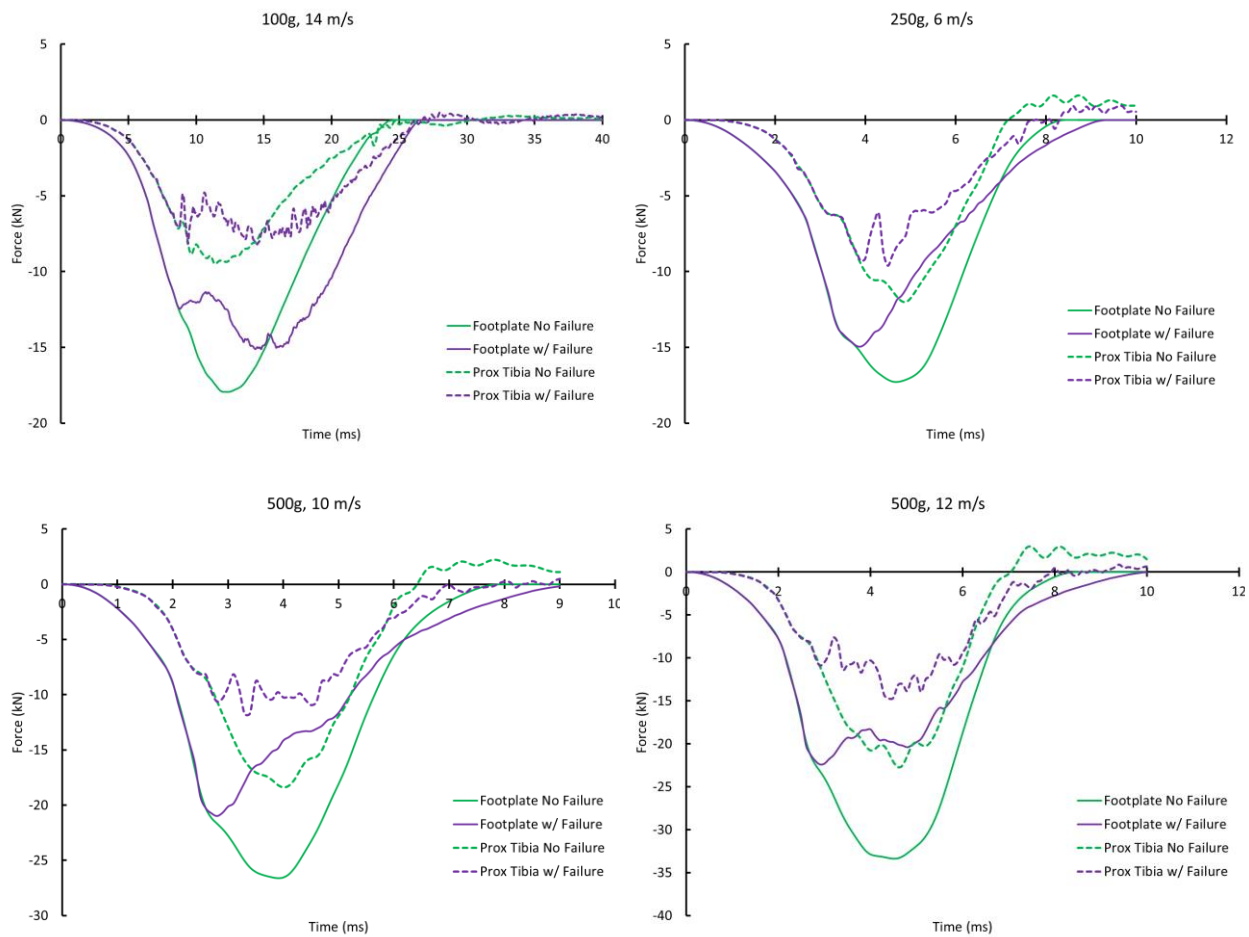 100g, 14 m/s
5
0
-5
-10
-15
-20
0 5 10 15 20 25 30 35 40
Force (kN)
Time (ms)
Footplate No Failure
Footplate w/ Failure
Prox Tibia No Failure
Prox Tibia w/ Failure
250g, 6 m/s
5
0
-5
-10
-15
-20
0 2 4 6 8 10 12
Force (kN)
Time (ms)
Footplate No Failure
Footplate w/ Failure
Prox Tibia No Failure
Prox Tibia w/ Failure
500g, 10 m/s
5
0
-5
-10
-15
-20
-25
-30
0 1 2 3 4 5 6 7 8 9 10
Force (kN)
Time (ms)
Footplate No Failure
Footplate w/ Failure
Prox Tibia No Failure
Prox Tibia w/ Failure
500g, 12 m/s
5
0
-5
-10
-15
-20
-25
-30
-35
-40
0 2 4 6 8 10 12
Force (kN)
Time (ms)
Footplate No Failure
Footplate w/ Failure
Prox Tibia No Failure
Prox Tibia w/ Failure